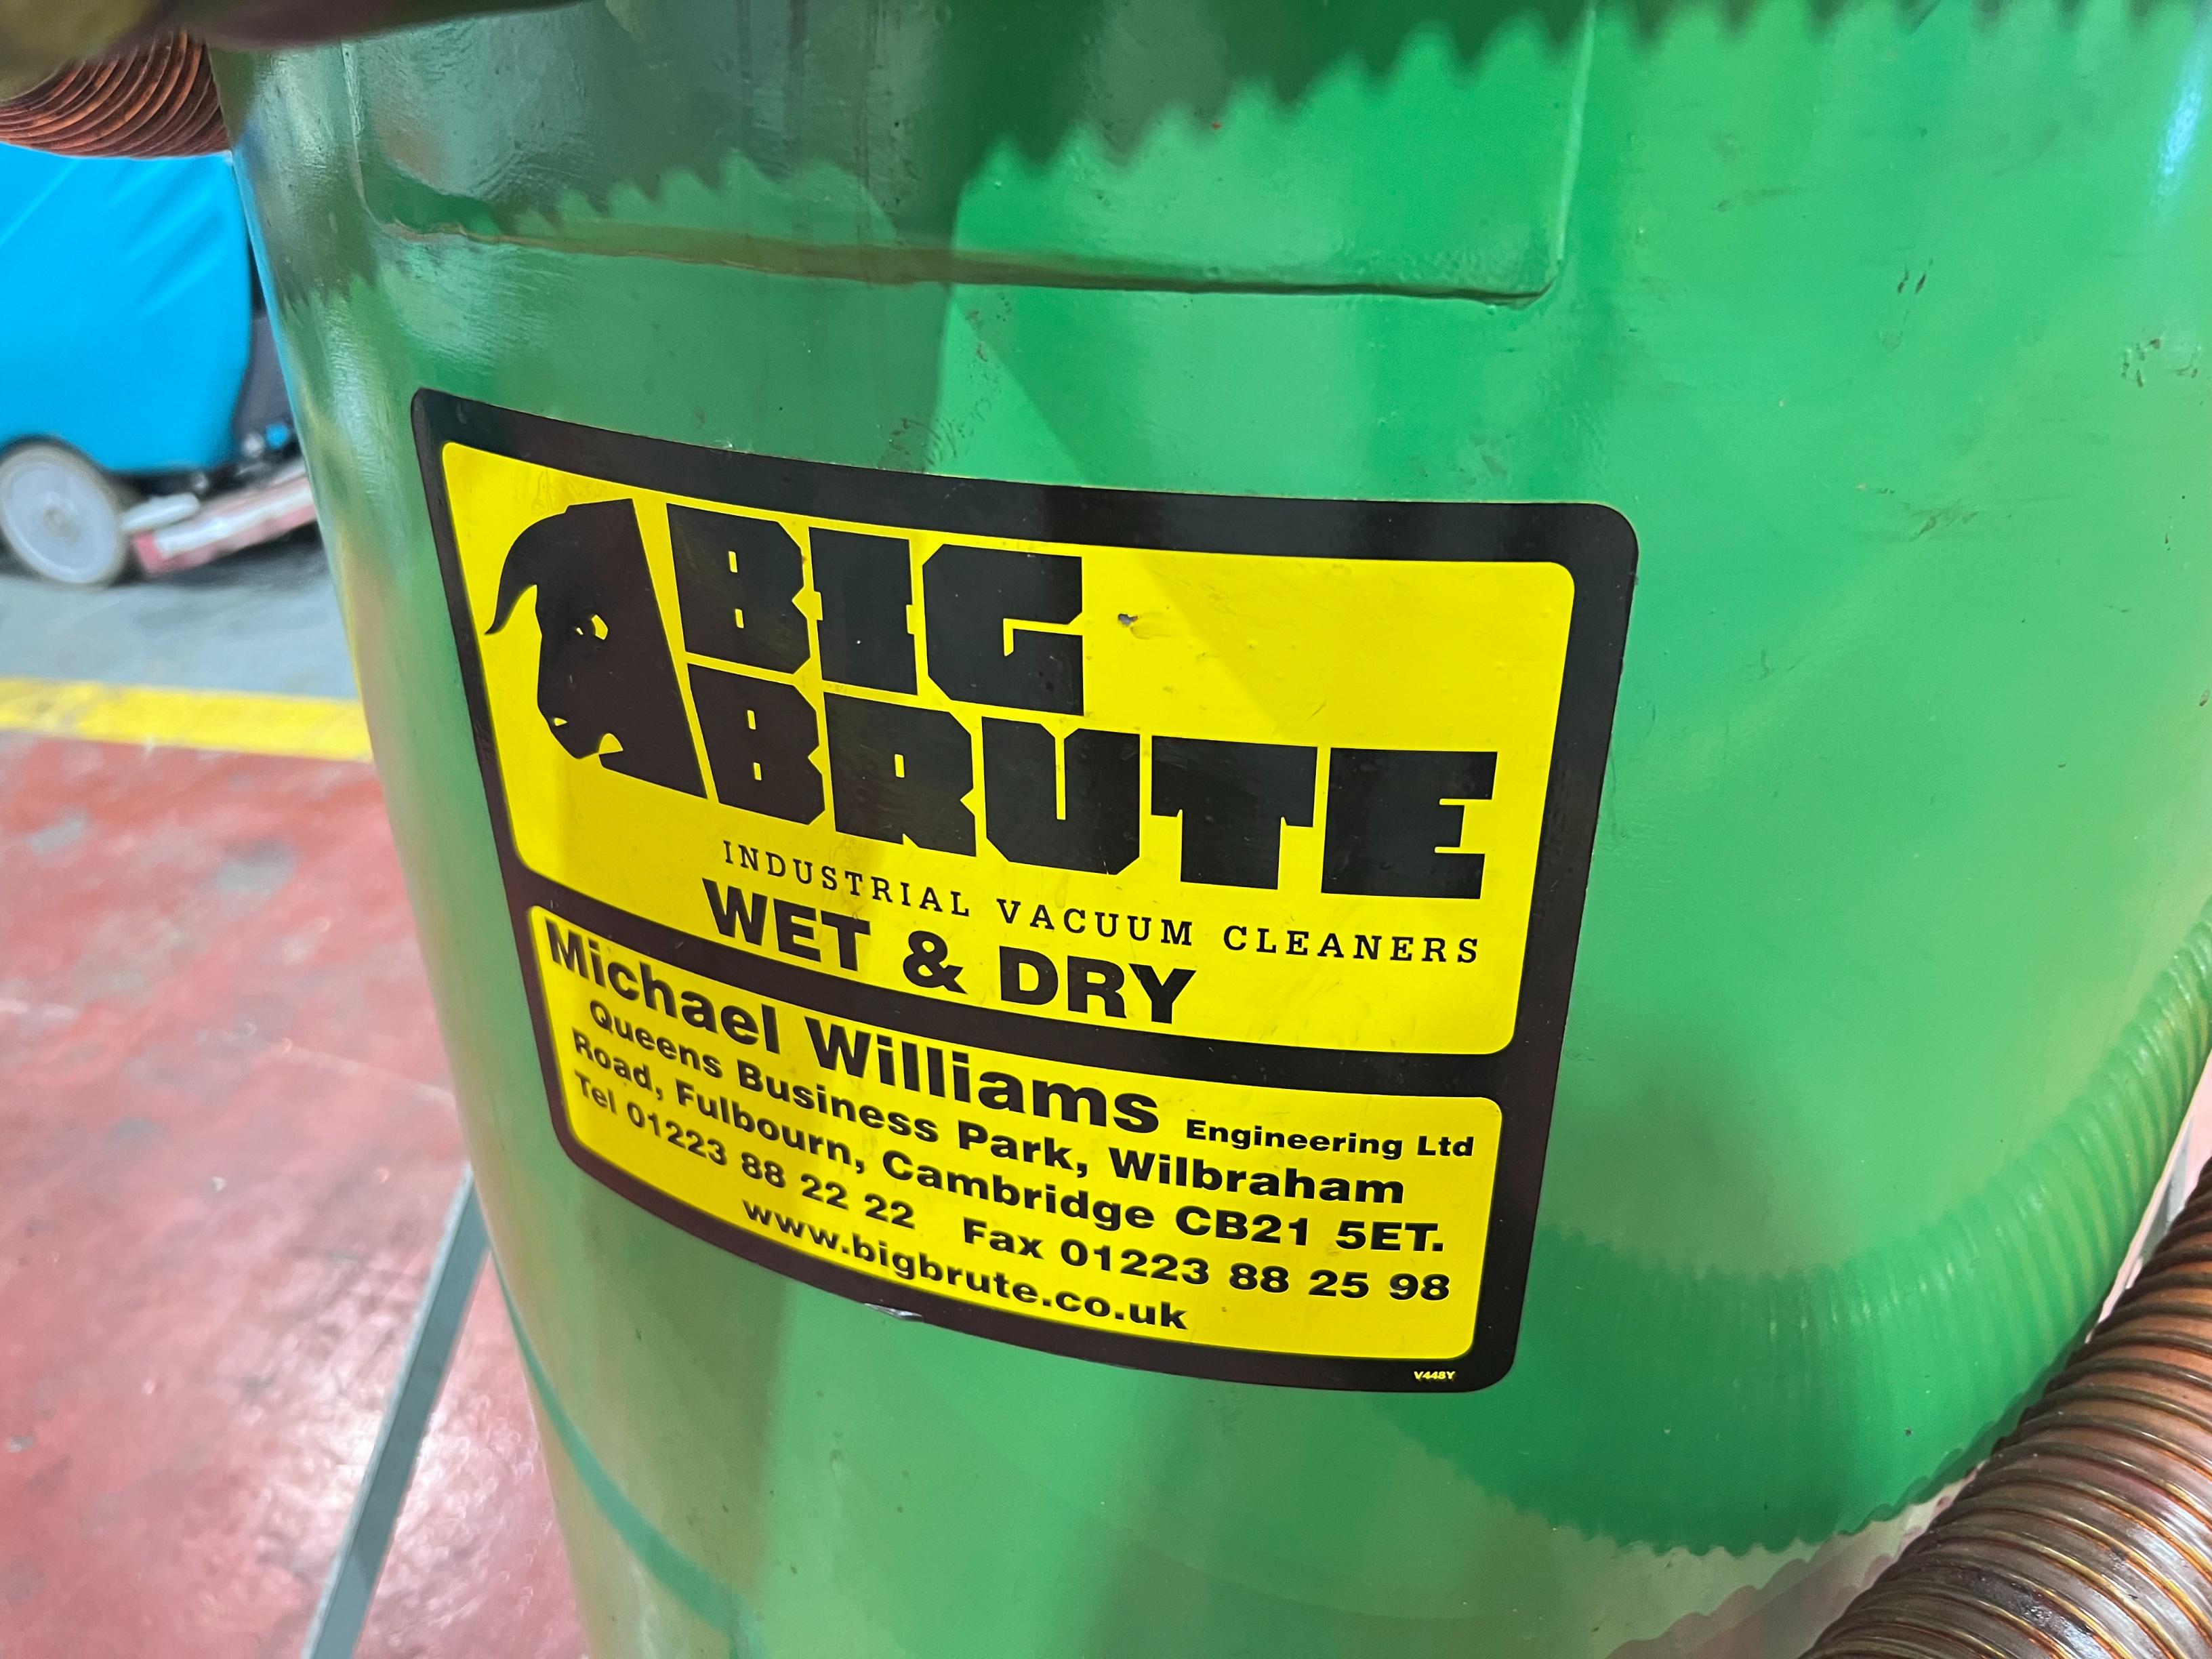 BIG
BRUTE
INDUSTRIAL VACUUM CLEANERS
WET & DRY
Michael Williams Engineering Ltd
Queens Business Park, Wilbraham
Road, Fulbourn, Cambridge CB21 5ET.
Tel 01223 88 22 22 Fax 01223 88 25 98
www.bigbrute.co.uk
V448Y